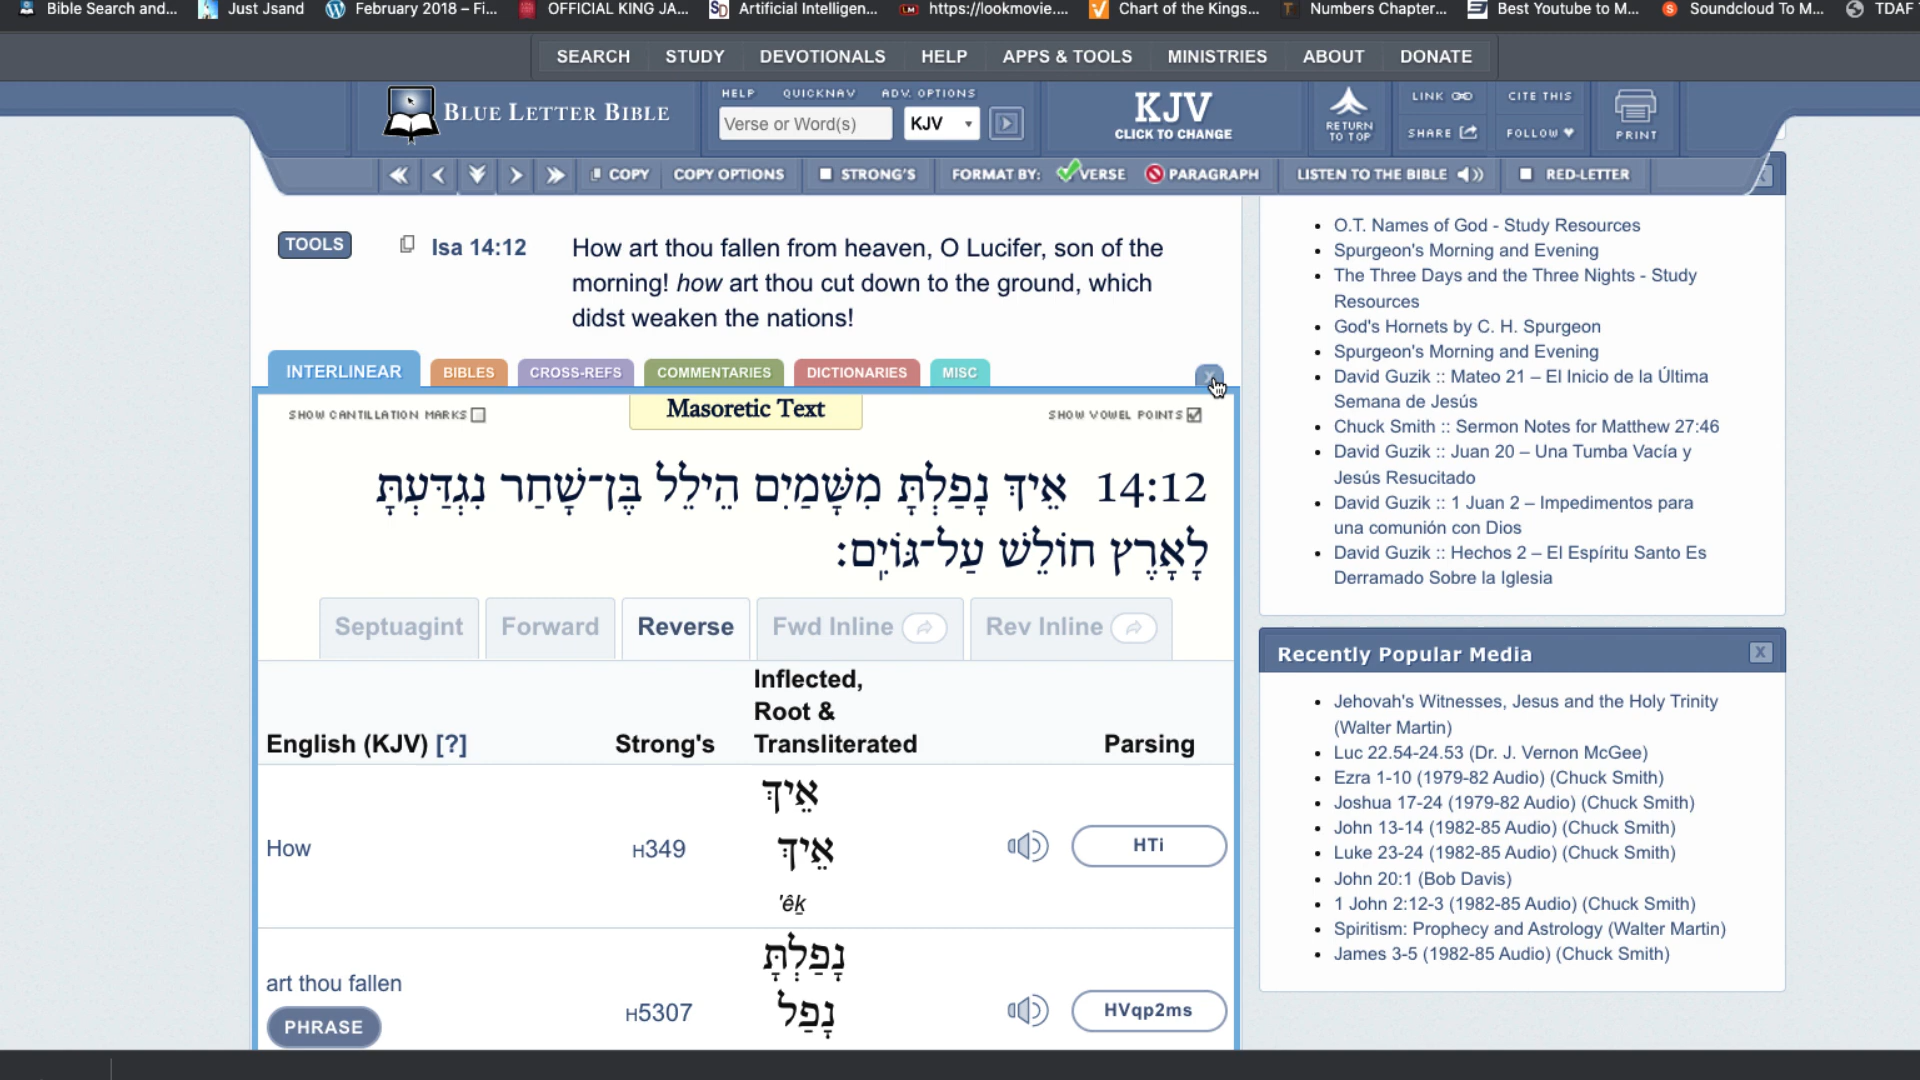 Bible Search and...
Just Jsand
February 2018 – Fi...
OFFICIAL KING JA...
Artificial Intelligen...
https://lookmovie....
Chart of the Kings...
Numbers Chapter...
Best Youtube to M...
Soundcloud To M...
TDAF
SEARCH STUDY DEVOTIONALS HELP APPS & TOOLS MINISTRIES ABOUT DONATE
BLUE LETTER BIBLE
HELP QUICKNAV ADV. OPTIONS
Verse or Word(s) KJV
KJV
CLICK TO CHANGE
RETURN
TO TOP
LINK
CITE THIS
SHARE
FOLLOW
PRINT
COPY COPY OPTIONS STRONG'S FORMAT BY: VERSE PARAGRAPH LISTEN TO THE BIBLE RED-LETTER
TOOLS
Isa 14:12
How art thou fallen from heaven, O Lucifer, son of the
morning! how art thou cut down to the ground, which
didst weaken the nations!
INTERLINEAR BIBLES CROSS-REFS COMMENTARIES DICTIONARIES MISC
SHOW CANTILLATION MARKS
Masoretic Text
SHOW VOWEL POINTS
14:12 אֵיךְ נָפַלְתָּ מִשָּׁמַיִם הֵילֵל בֶּן־שָׁחַר נִגְדַּעְתָּ
לָאָרֶץ חוֹלֵשׁ עַל־גּוֹיִֽם׃
Septuagint Forward Reverse Fwd Inline Rev Inline
English (KJV) [?]
Strong's
Inflected,
Root &
Transliterated
Parsing
How
H349
אֵיךְ
אֵיךְ
'êḵ
HTi
art thou fallen
PHRASE
H5307
נָפַלְתָּ
נָפַל
HVqp2ms
O.T. Names of God - Study Resources
Spurgeon's Morning and Evening
The Three Days and the Three Nights - Study
Resources
God's Hornets by C. H. Spurgeon
Spurgeon's Morning and Evening
David Guzik :: Mateo 21 – El Inicio de la Última
Semana de Jesús
Chuck Smith :: Sermon Notes for Matthew 27:46
David Guzik :: Juan 20 – Una Tumba Vacía y
Jesús Resucitado
David Guzik :: 1 Juan 2 – Impedimentos para
una comunión con Dios
David Guzik :: Hechos 2 – El Espíritu Santo Es
Derramado Sobre la Iglesia
Recently Popular Media X
Jehovah's Witnesses, Jesus and the Holy Trinity
(Walter Martin)
Luc 22.54-24.53 (Dr. J. Vernon McGee)
Ezra 1-10 (1979-82 Audio) (Chuck Smith)
Joshua 17-24 (1979-82 Audio) (Chuck Smith)
John 13-14 (1982-85 Audio) (Chuck Smith)
Luke 23-24 (1982-85 Audio) (Chuck Smith)
John 20:1 (Bob Davis)
1 John 2:12-3 (1982-85 Audio) (Chuck Smith)
Spiritism: Prophecy and Astrology (Walter Martin)
James 3-5 (1982-85 Audio) (Chuck Smith)